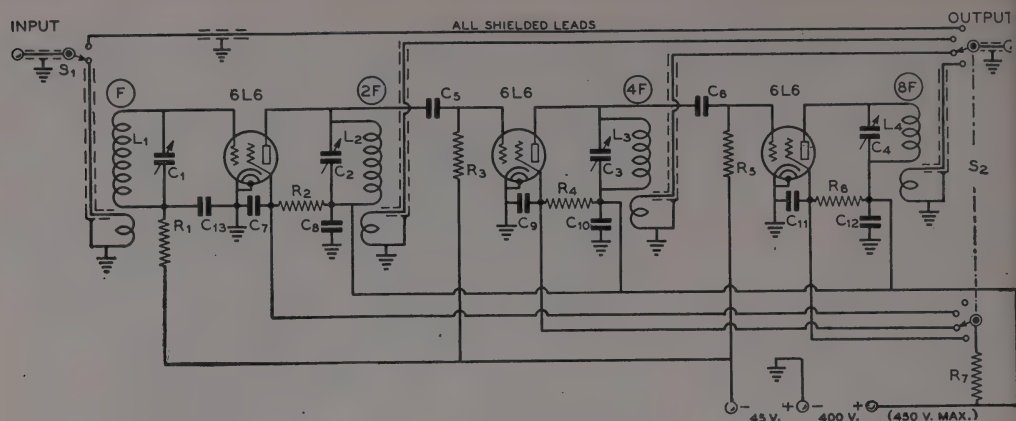 INPUT
ALL SHIELDED LEADS
OUTPUT
S1
F
6L6
2F
C5
6L6
4F
C6
6L6
8F
L1
C1
L2
C2
R3
L3
C3
R5
L4
C4
S2
R1
C13
C7
R2
C8
C9
R4
C10
C11
R6
C12
R7
- 45 V. + - 400 V. + (450 V. MAX.)